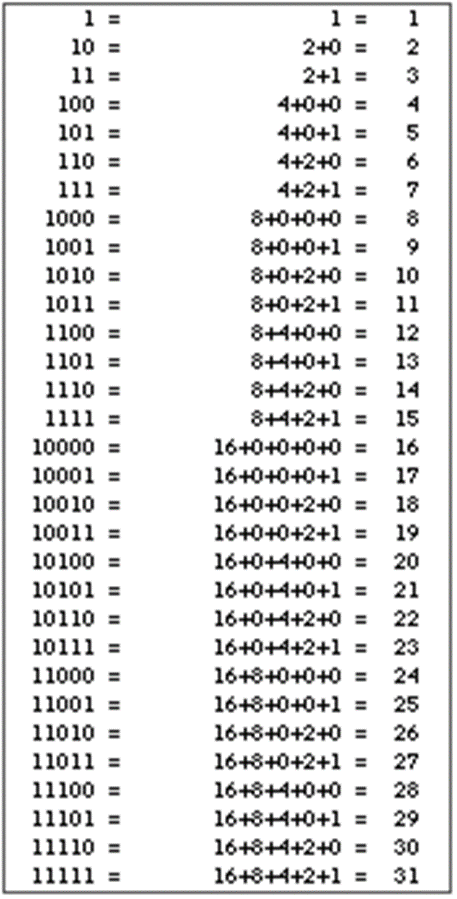 1 = 1 = 1
10 = 2+0 = 2
11 = 2+1 = 3
100 = 4+0+0 = 4
101 = 4+0+1 = 5
110 = 4+2+0 = 6
111 = 4+2+1 = 7
1000 = 8+0+0+0 = 8
1001 = 8+0+0+1 = 9
1010 = 8+0+2+0 = 10
1011 = 8+0+2+1 = 11
1100 = 8+4+0+0 = 12
1101 = 8+4+0+1 = 13
1110 = 8+4+2+0 = 14
1111 = 8+4+2+1 = 15
10000 = 16+0+0+0+0 = 16
10001 = 16+0+0+0+1 = 17
10010 = 16+0+0+2+0 = 18
10011 = 16+0+0+2+1 = 19
10100 = 16+0+4+0+0 = 20
10101 = 16+0+4+0+1 = 21
10110 = 16+0+4+2+0 = 22
10111 = 16+0+4+2+1 = 23
11000 = 16+8+0+0+0 = 24
11001 = 16+8+0+0+1 = 25
11010 = 16+8+0+2+0 = 26
11011 = 16+8+0+2+1 = 27
11100 = 16+8+4+0+0 = 28
11101 = 16+8+4+0+1 = 29
11110 = 16+8+4+2+0 = 30
11111 = 16+8+4+2+1 = 31